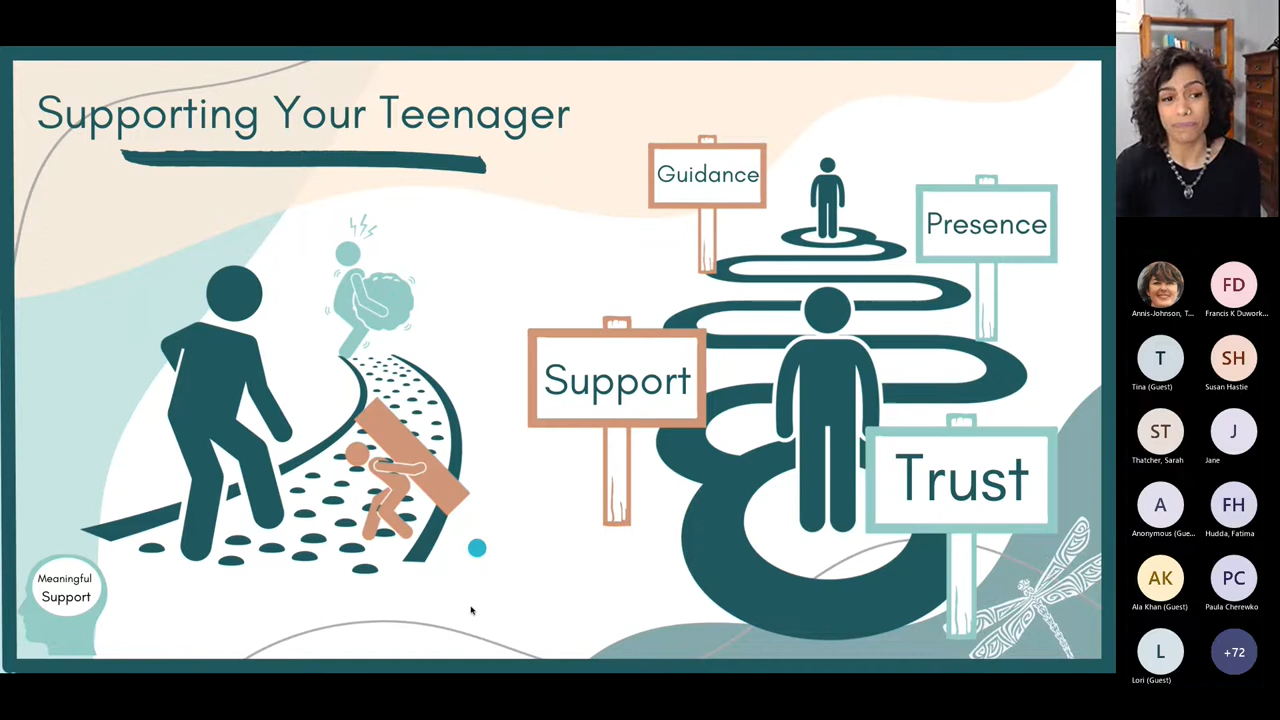 Supporting Your Teenager
Guidance
Presence
Support
Trust
Meaningful
Support
Annis-Johnson, T...
FD
Francis K Duwork...
T
Tina (Guest)
SH
Susan Hastie
ST
Thatcher, Sarah
J
Jane
A
Anonymous (Gue...
FH
Hudda, Fatima
AK
Ala Khan (Guest)
PC
Paula Cherewko
L
Lori (Guest)
+72